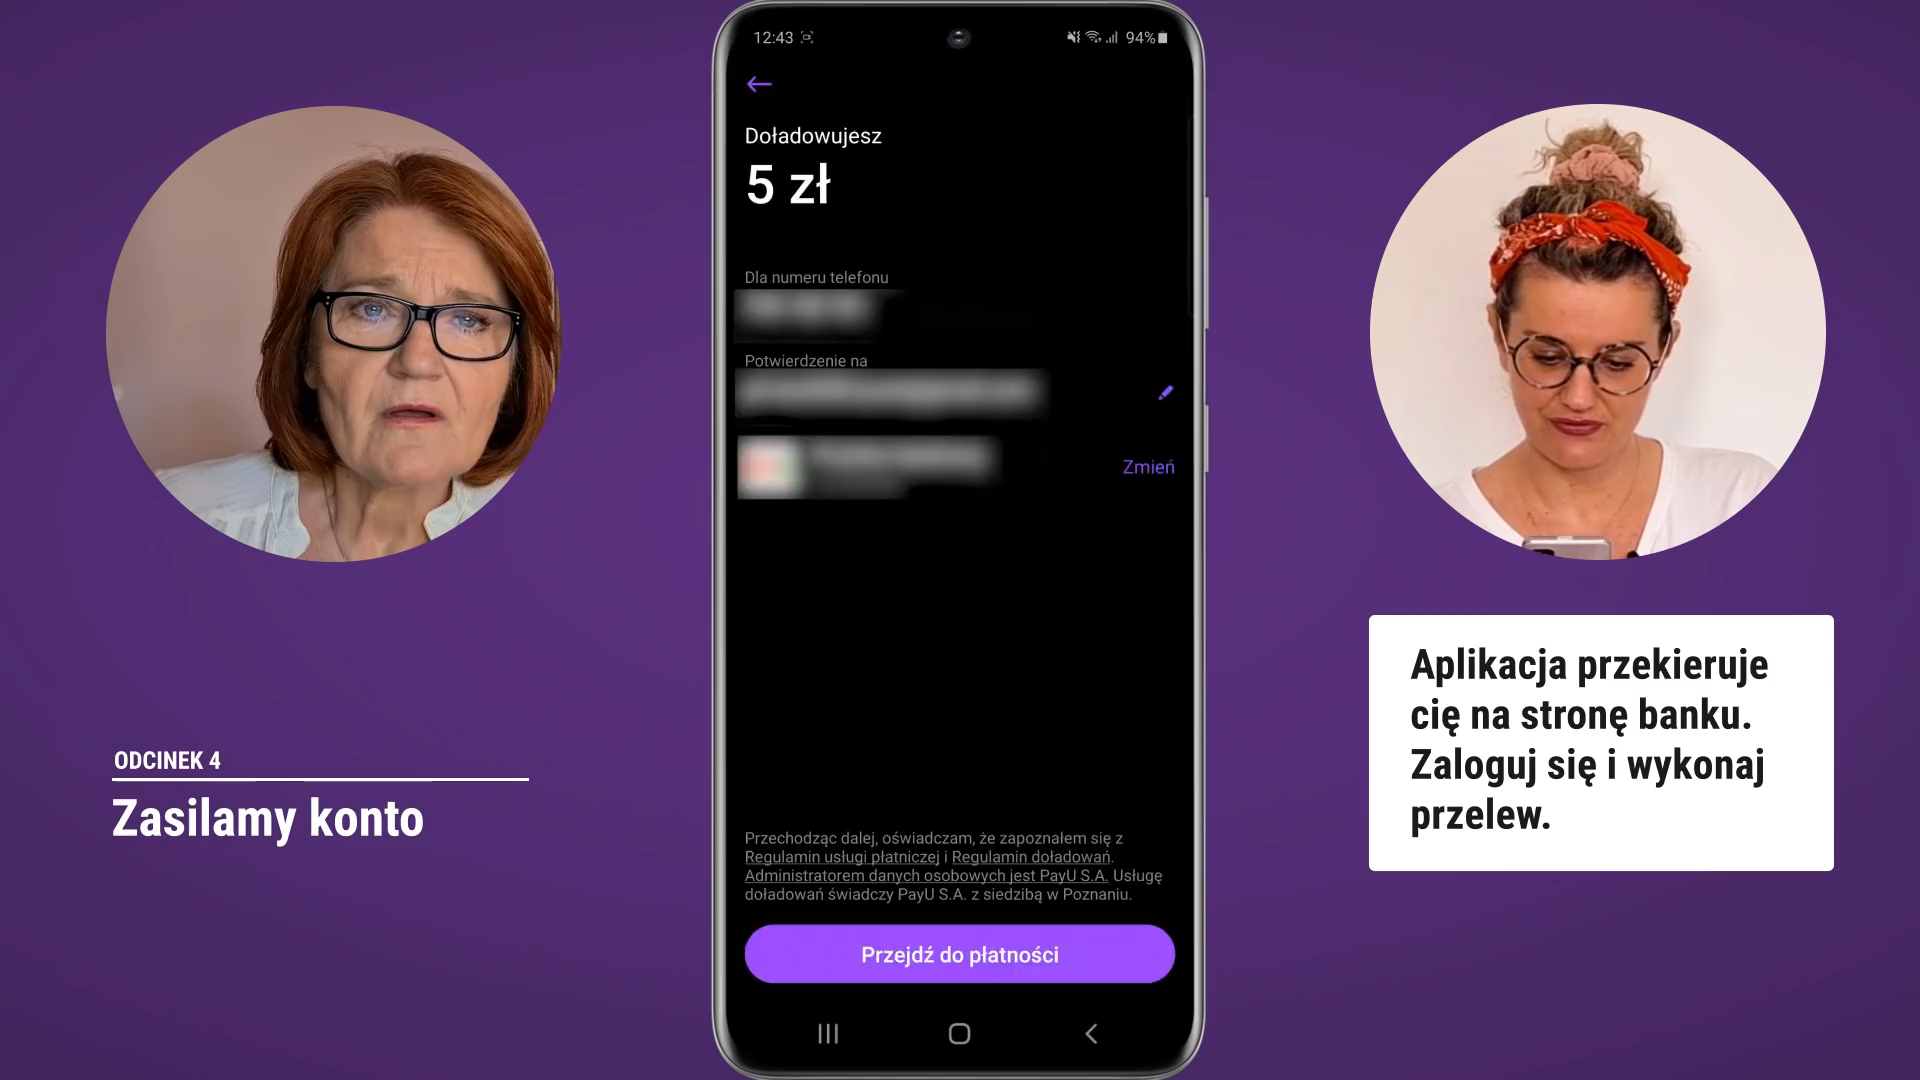 12:43
94%
Doładowujesz
5 zł
Dla numeru telefonu
Potwierdzenie na
Zmień
Przechodząc dalej, oświadczam, że zapoznałem się z
Regulamin usługi płatniczej i Regulamin doładowań.
Administratorem danych osobowych jest PayU S.A. Usługę
doładowań świadczy PayU S.A. z siedzibą w Poznaniu.
Przejdź do płatności
ODCINEK 4
Zasilamy konto
Aplikacja przekieruje
cię na stronę banku.
Zaloguj się i wykonaj
przelew.